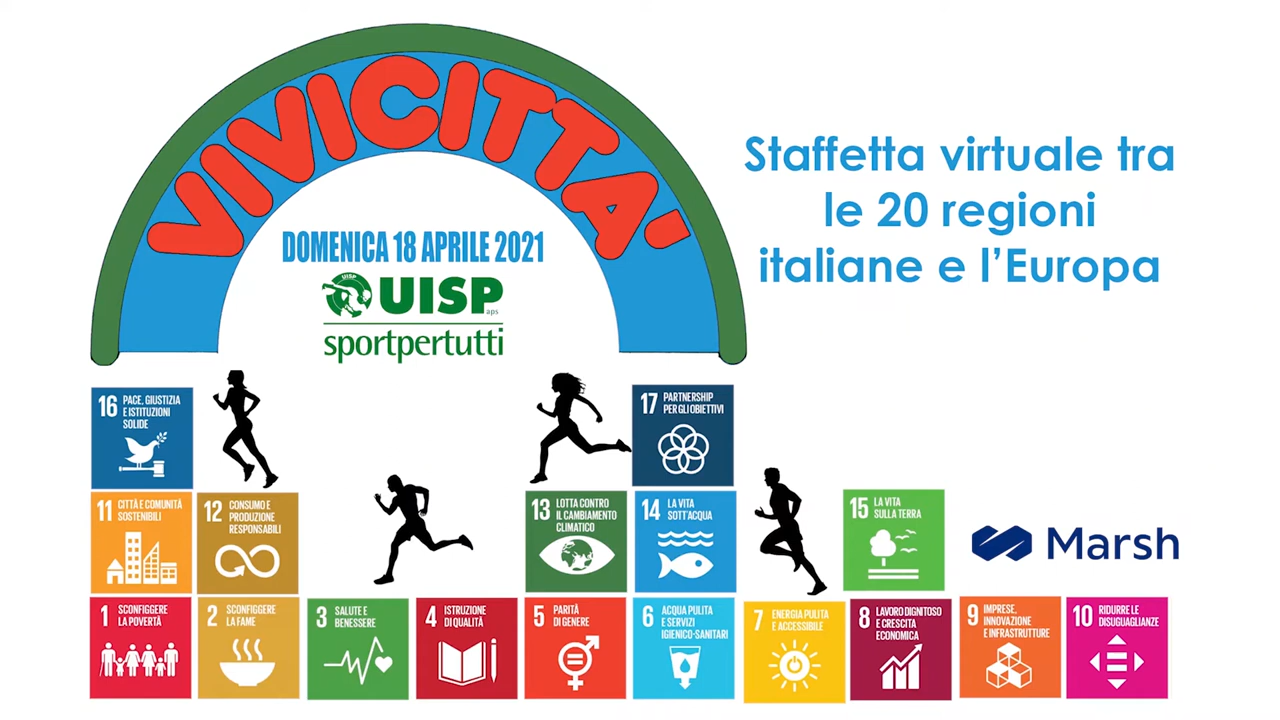 VIVICITTA'
DOMENICA 18 APRILE 2021
UISP
UISP
aps
sportpertutti
Staffetta virtuale tra
le 20 regioni
italiane e l'Europa
16 PACE, GIUSTIZIA
E ISTITUZIONI
SOLIDE
17 PARTNERSHIP
PER GLI OBIETTIVI
11 CITTÀ E COMUNITÀ
SOSTENIBILI
12 CONSUMO E
PRODUZIONE
RESPONSABILI
13 LOTTA CONTRO
IL CAMBIAMENTO
CLIMATICO
14 LA VITA
SOTT'ACQUA
15 LA VITA
SULLA TERRA
Marsh
1 SCONFIGGERE
LA POVERTÀ
2 SCONFIGGERE
LA FAME
3 SALUTE E
BENESSERE
4 ISTRUZIONE
DI QUALITÀ
5 PARITÀ
DI GENERE
6 ACQUA PULITA
E SERVIZI
IGIENICO-SANITARI
7 ENERGIA PULITA
E ACCESSIBILE
8 LAVORO DIGNITOSO
E CRESCITA
ECONOMICA
9 IMPRESE,
INNOVAZIONE
E INFRASTRUTTURE
10 RIDURRE LE
DISUGUAGLIANZE